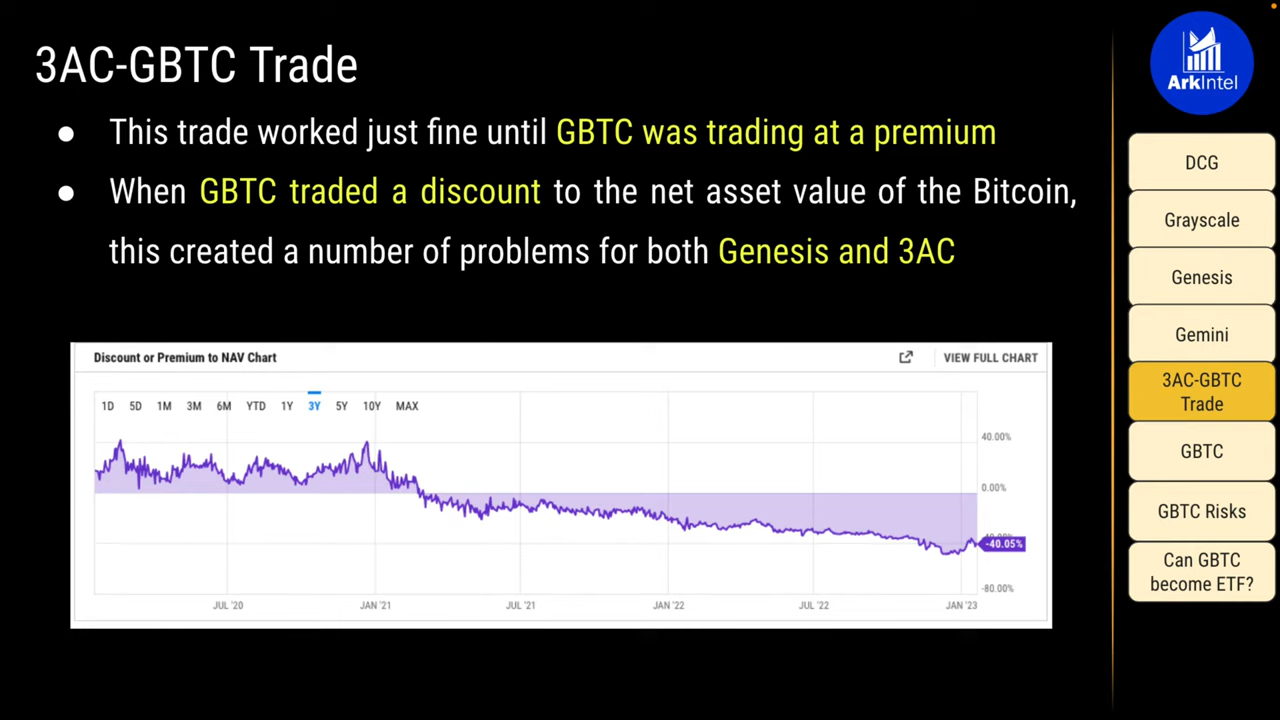 3AC-GBTC Trade
● This trade worked just fine until GBTC was trading at a premium
● When GBTC traded a discount to the net asset value of the Bitcoin,
this created a number of problems for both Genesis and 3AC
Discount or Premium to NAV Chart
VIEW FULL CHART
1D 5D 1M 3M 6M YTD 1Y 3Y 5Y 10Y MAX
40.00%
0.00%
-40.05%
-80.00%
JUL '20 JAN '21 JUL '21 JAN '22 JUL '22 JAN '23
ArkIntel
DCG
Grayscale
Genesis
Gemini
3AC-GBTC
Trade
GBTC
GBTC Risks
Can GBTC
become ETF?